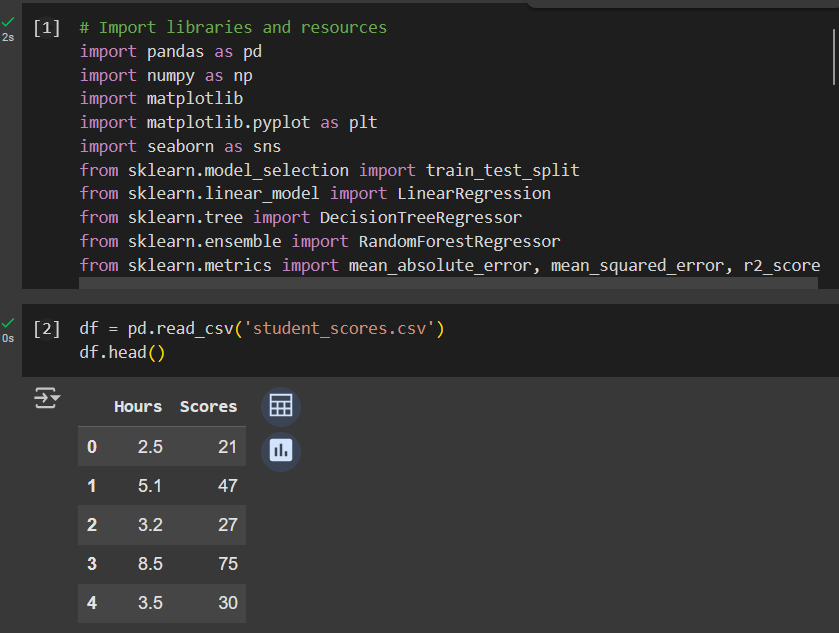 [1] # Import libraries and resources
2s
import pandas as pd
import numpy as np
import matplotlib
import matplotlib.pyplot as plt
import seaborn as sns
from sklearn.model_selection import train_test_split
from sklearn.linear_model import LinearRegression
from sklearn.tree import DecisionTreeRegressor
from sklearn.ensemble import RandomForestRegressor
from sklearn.metrics import mean_absolute_error, mean_squared_error, r2_score
[2] df = pd.read_csv('student_scores.csv')
0s
df.head()
Hours Scores
0 2.5 21
1 5.1 47
2 3.2 27
3 8.5 75
4 3.5 30